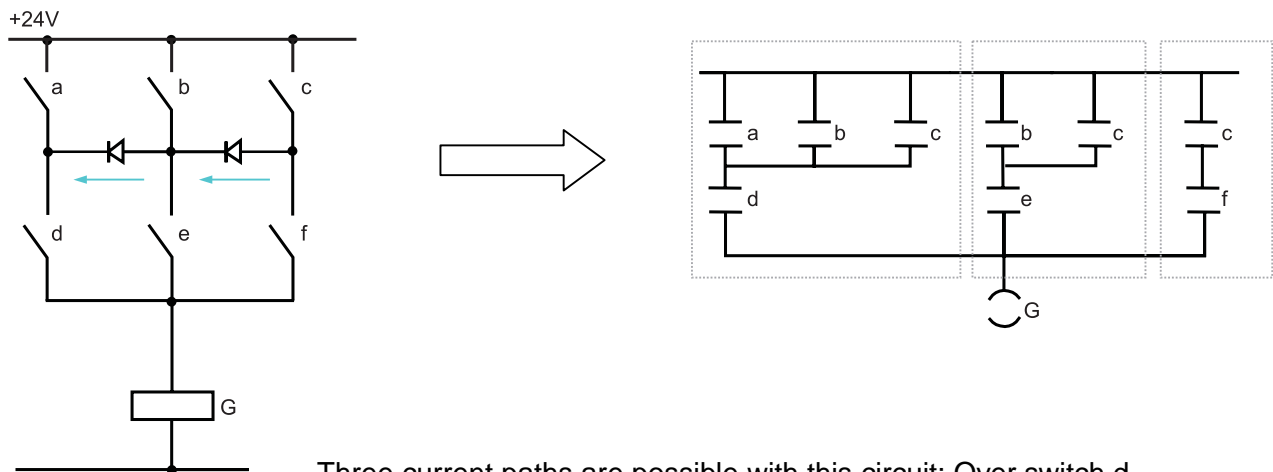 +24V
a b c
d e f
G
a b c b c c
d e f
G
Three current paths are possible with this circuit: Over switch d